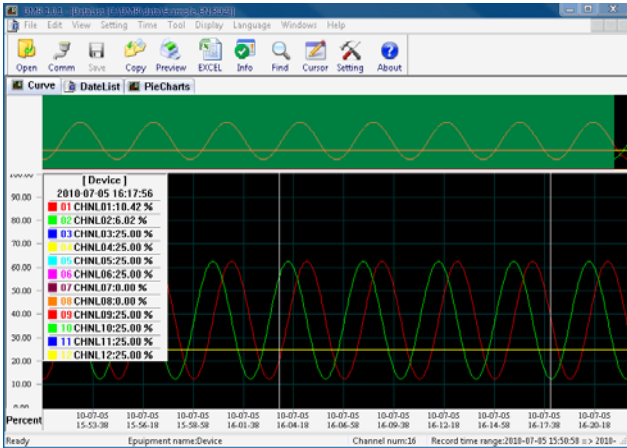 File Edit View Setting Time Tool Display Language Windows Help
Open Comm Save Copy Preview EXCEL Info Find Cursor Setting About
Curve DateList PieCharts
[ Device ]
2010-07-05 16:17:56
01 CHNL01:10.42 %
02 CHNL02:6.02 %
03 CHNL03:25.00 %
04 CHNL04:25.00 %
05 CHNL05:25.00 %
06 CHNL06:25.00 %
07 CHNL07:0.00 %
08 CHNL08:0.00 %
09 CHNL09:25.00 %
10 CHNL10:25.00 %
11 CHNL11:25.00 %
12 CHNL12:25.00 %
100.00
90.00
80.00
70.00
60.00
50.00
40.00
30.00
20.00
10.00
0.00
Percent
10-07-05 10-07-05 10-07-05 10-07-05 10-07-05 10-07-05 10-07-05 10-07-05 10-07-05 10-07-05 10-07-05
15-53-38 15-56-18 15-58-58 16-01-38 16-04-18 16-06-58 16-09-38 16-12-18 16-14-58 16-17-38 16-20-18
Ready Epuipment name:Device Channel num:16 Record time range:2010-07-05 15:50:58 => 2010-